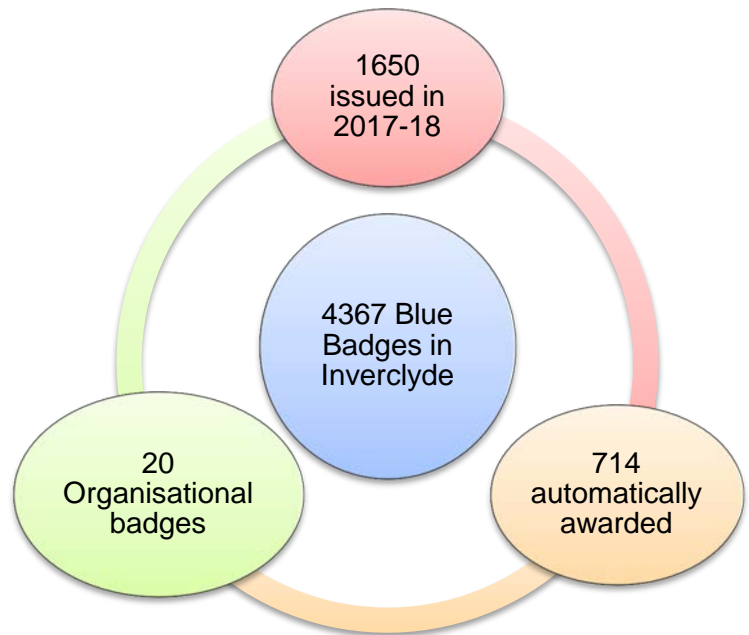 1650
issued in
2017-18
4367 Blue
Badges in
Inverclyde
20
Organisational
badges
714
automatically
awarded